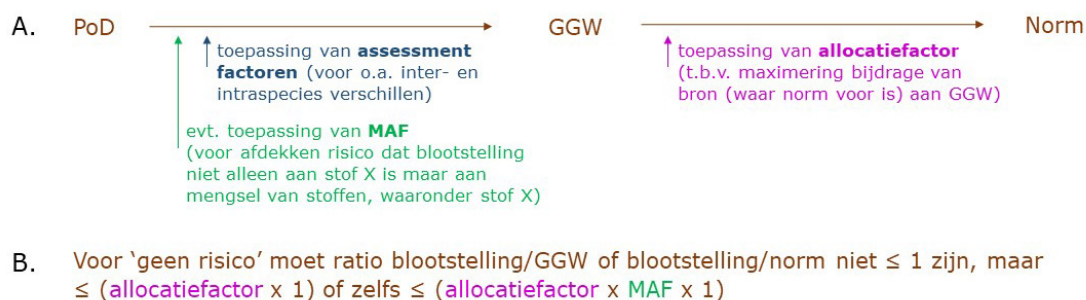 A. PoD GGW Norm
toepassing van assessment
factoren (voor o.a. inter- en
intraspecies verschillen)
toepassing van allocatiefactor
(t.b.v. maximering bijdrage van
bron (waar norm voor is) aan GGW)
evt. toepassing van MAF
(voor afdekken risico dat blootstelling
niet alleen aan stof X is maar aan
mengsel van stoffen, waaronder stof X)
B. Voor ‘geen risico’ moet ratio blootstelling/GGW of blootstelling/norm niet ≤ 1 zijn, maar
≤ (allocatiefactor x 1) of zelfs ≤ (allocatiefactor x MAF x 1)